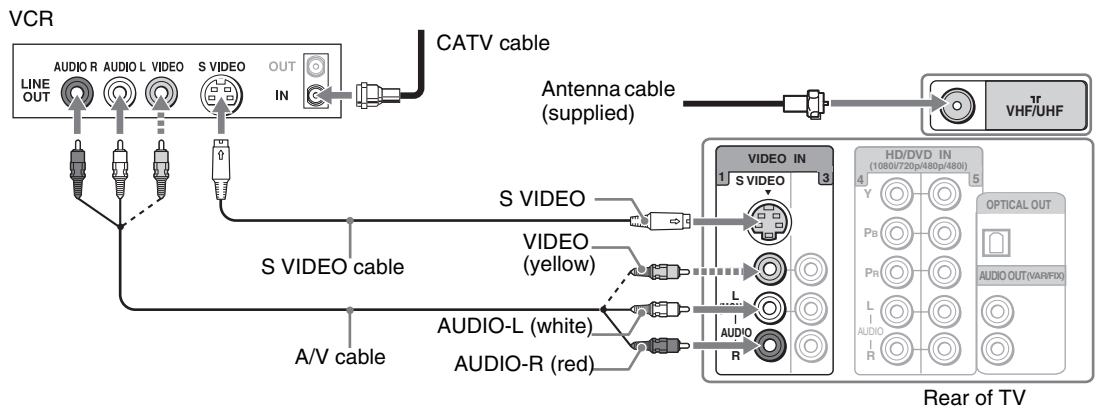 VCR
CATV cable
AUDIO R AUDIO L VIDEO S VIDEO OUT
LINE OUT
IN
Antenna cable (supplied)
VHF/UHF
VIDEO IN
1 3
S VIDEO
HD/DVD IN
(1080i/720p/480p/480i)
4 5
Y
PB
PR
L
AUDIO
R
OPTICAL OUT
AUDIO OUT (VAR/FIX)
L
AUDIO
R
S VIDEO
VIDEO (yellow)
S VIDEO cable
AUDIO-L (white)
A/V cable
AUDIO-R (red)
Rear of TV